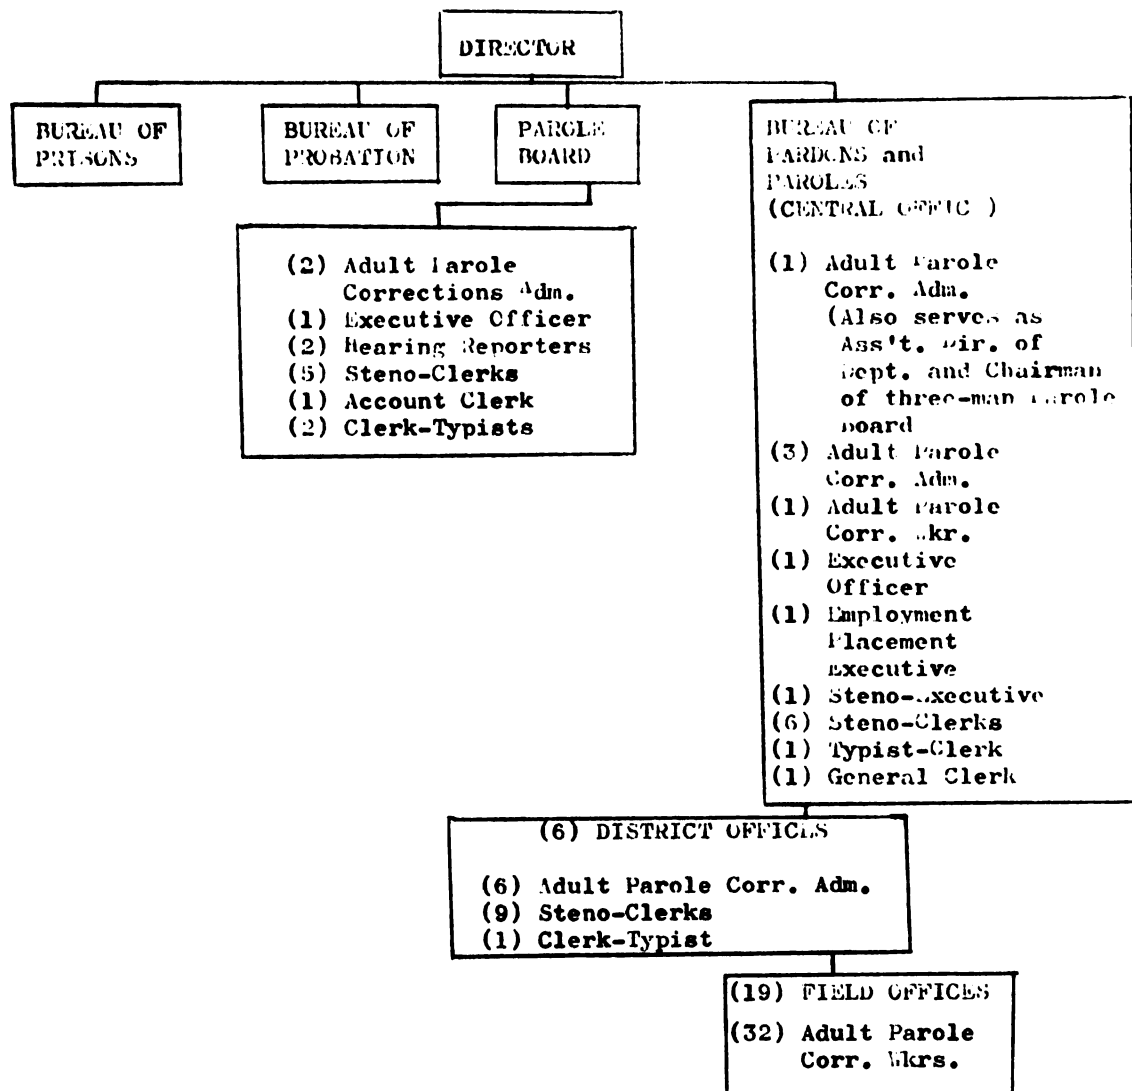 DIRECTOR
BUREAU OF
PRISONS
BUREAU OF
PROBATION
PAROLE
BOARD
BUREAU OF
PARDONS and
PAROLES
(CENTRAL OFFIC )
(2) Adult Parole
Corrections Adm.
(1) Executive Officer
(2) Hearing Reporters
(5) Steno-Clerks
(1) Account Clerk
(2) Clerk-Typists
(1) Adult Parole
Corr. Adm.
(Also serves as
Ass't. Dir. of
Dept. and Chairman
of three-man Parole
Board
(3) Adult Parole
Corr. Adm.
(1) Adult Parole
Corr. Wkr.
(1) Executive
Officer
(1) Employment
Placement
Executive
(1) Steno-Executive
(6) Steno-Clerks
(1) Typist-Clerk
(1) General Clerk
(6) DISTRICT OFFICES
(6) Adult Parole Corr. Adm.
(9) Steno-Clerks
(1) Clerk-Typist
(19) FIELD OFFICES
(32) Adult Parole
Corr. Wkrs.